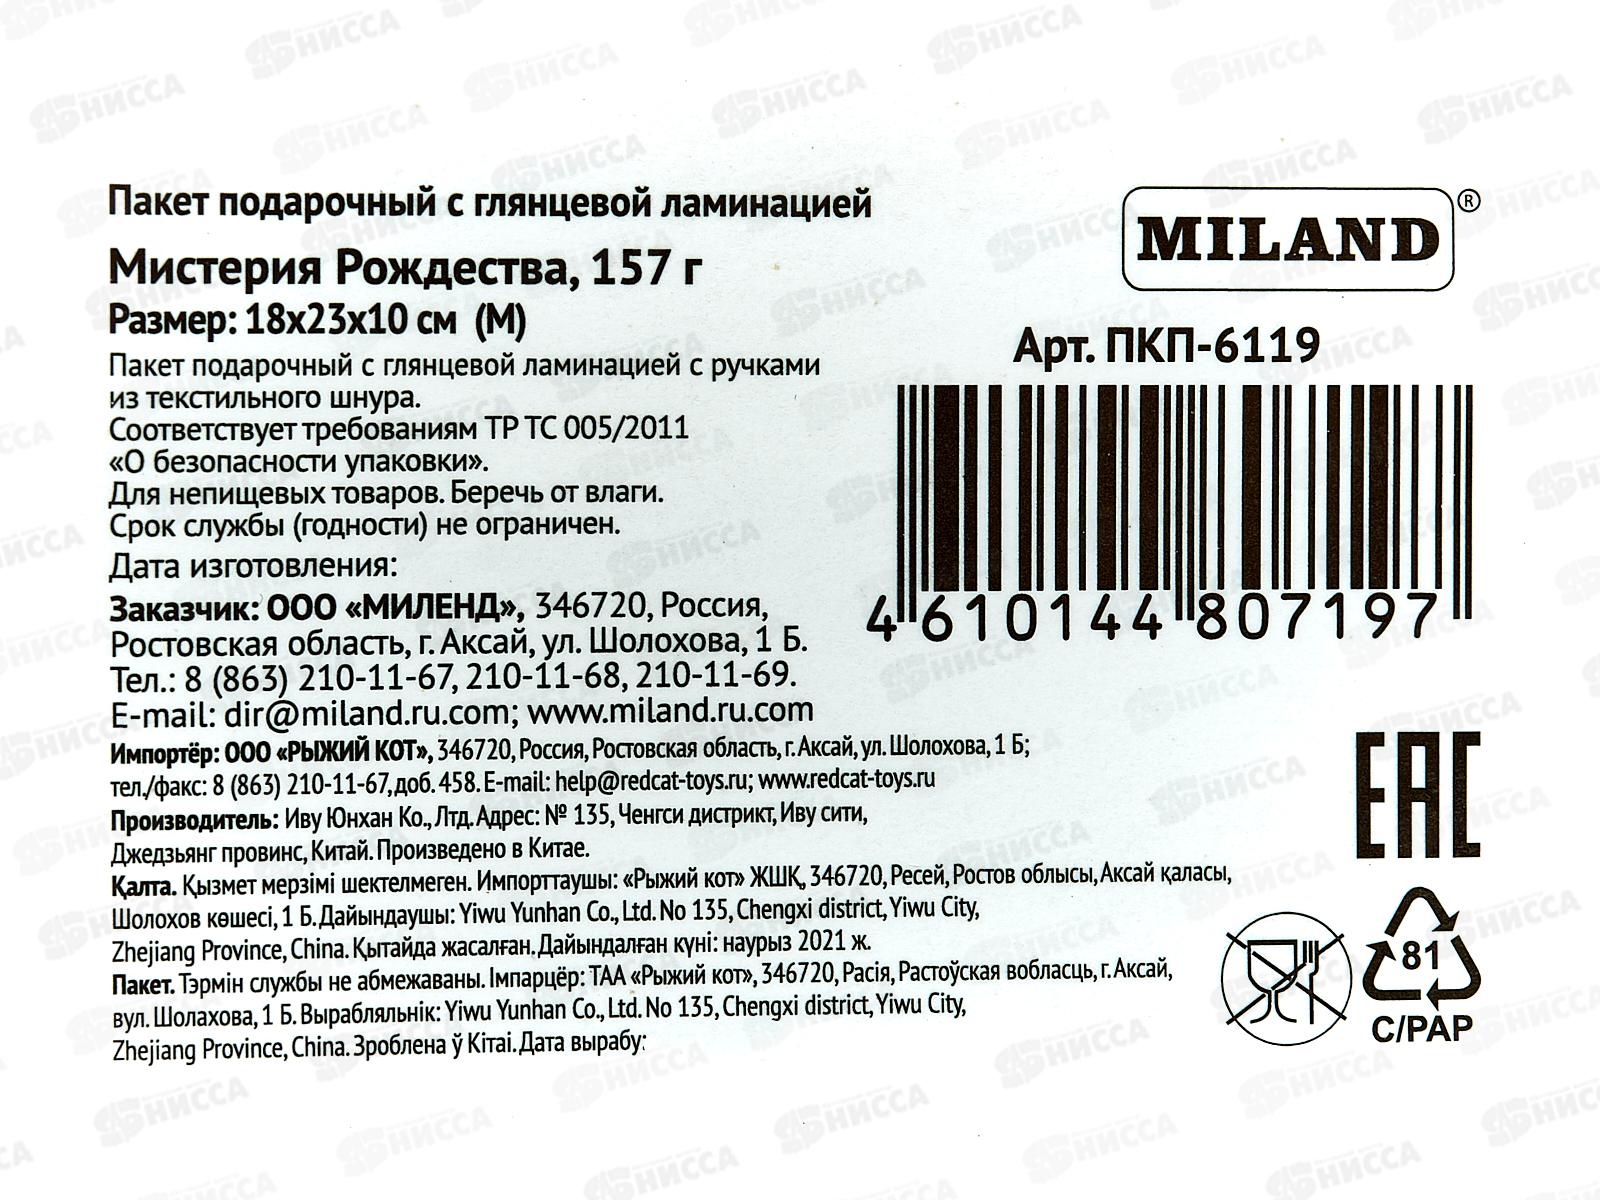 Пакет подарочный с глянцевой ламинацией
Мистерия Рождества, 157 г
Размер: 18х23х10 см (М)
Пакет подарочный с глянцевой ламинацией с ручками
из текстильного шнура.
Соответствует требованиям ТР ТС 005/2011
«О безопасности упаковки».
Для непищевых товаров. Беречь от влаги.
Срок службы (годности) не ограничен.
Дата изготовления:
Заказчик: ООО «МИЛЕНД», 346720, Россия,
Ростовская область, г. Аксай, ул. Шолохова, 1 Б.
Тел.: 8 (863) 210-11-67, 210-11-68, 210-11-69.
E-mail: dir@miland.ru.com; www.miland.ru.com
Импортёр: ООО «РЫЖИЙ КОТ», 346720, Россия, Ростовская область, г. Аксай, ул. Шолохова, 1 Б;
тел./факс: 8 (863) 210-11-67, доб. 458. E-mail: help@redcat-toys.ru; www.redcat-toys.ru
Производитель: Иву Юнхан Ко., Лтд. Адрес: № 135, Ченгси дистрикт, Иву сити,
Джедзьянг провинс, Китай. Произведено в Китае.
Қалта. Қызмет мерзімі шектелмеген. Импорттаушы: «Рыжий кот» ЖШҚ, 346720, Ресей, Ростов облысы, Аксай қаласы,
Шолохов көшесі, 1 Б. Дайындаушы: Yiwu Yunhan Co., Ltd. No 135, Chengxi district, Yiwu City,
Zhejiang Province, China. Қытайда жасалған. Дайындалған күні: наурыз 2021 ж.
Пакет. Тэрмін службы не абмежаваны. Імпарцёр: ТАА «Рыжий кот», 346720, Расія, Растоўская вобласць, г. Аксай,
вул. Шолахова, 1 Б. Вырабляльнік: Yiwu Yunhan Co., Ltd. No 135, Chengxi district, Yiwu City,
Zhejiang Province, China. Зроблена ў Кітаі. Дата вырабу:
MILAND ®
Арт. ПКП-6119
4 610144 807197
ЕАС
81
C/PAP
НИССА